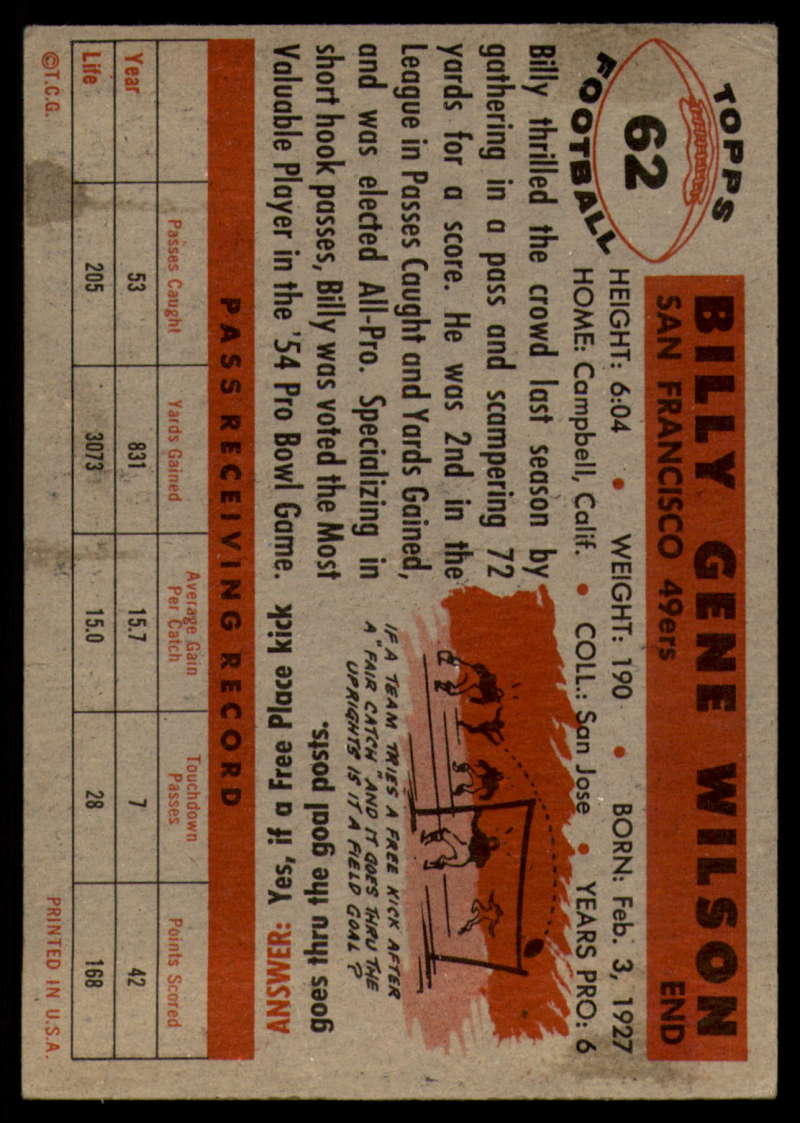 TOPPS
62
FOOTBALL
BILLY GENE WILSON
SAN FRANCISCO 49ers END
HEIGHT: 6:04 • WEIGHT: 190 • BORN: Feb. 3, 1927
HOME: Campbell, Calif. • COLL.: San Jose • YEARS PRO: 6
Billy thrilled the crowd last season by
gathering in a pass and scampering 72
yards for a score. He was 2nd in the
League in Passes Caught and Yards Gained,
and was elected All-Pro. Specializing in
short hook passes, Billy was voted the Most
Valuable Player in the '54 Pro Bowl Game.
IF A TEAM TRIES A FREE KICK AFTER
A "FAIR CATCH" AND IT GOES THRU THE
UPRIGHTS IS IT A FIELD GOAL?
ANSWER: Yes, if a Free Place kick
goes thru the goal posts.
PASS RECEIVING RECORD
Passes Caught Yards Gained Average Gain Per Catch Touchdown Passes Points Scored
Year 53 831 15.7 7 42
Life 205 3073 15.0 28 168
©T.C.G. PRINTED IN U.S.A.